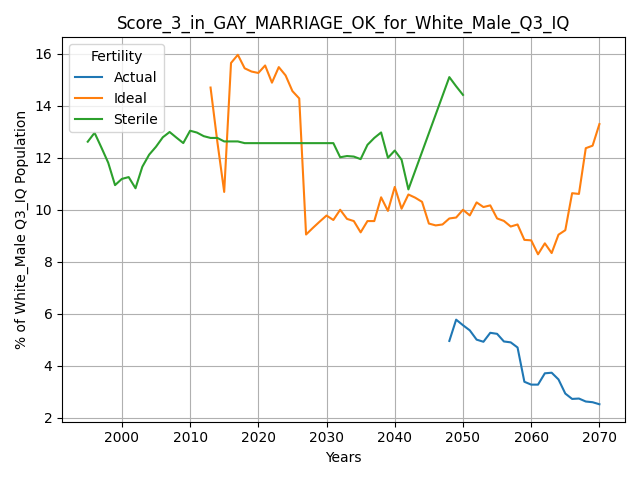 Score_3_in_GAY_MARRIAGE_OK_for_White_Male_Q3_IQ
Fertility
Actual
Ideal
Sterile
% of White_Male Q3_IQ Population
16
14
12
10
8
6
4
2
2000
2010
2020
2030
2040
2050
2060
2070
Years